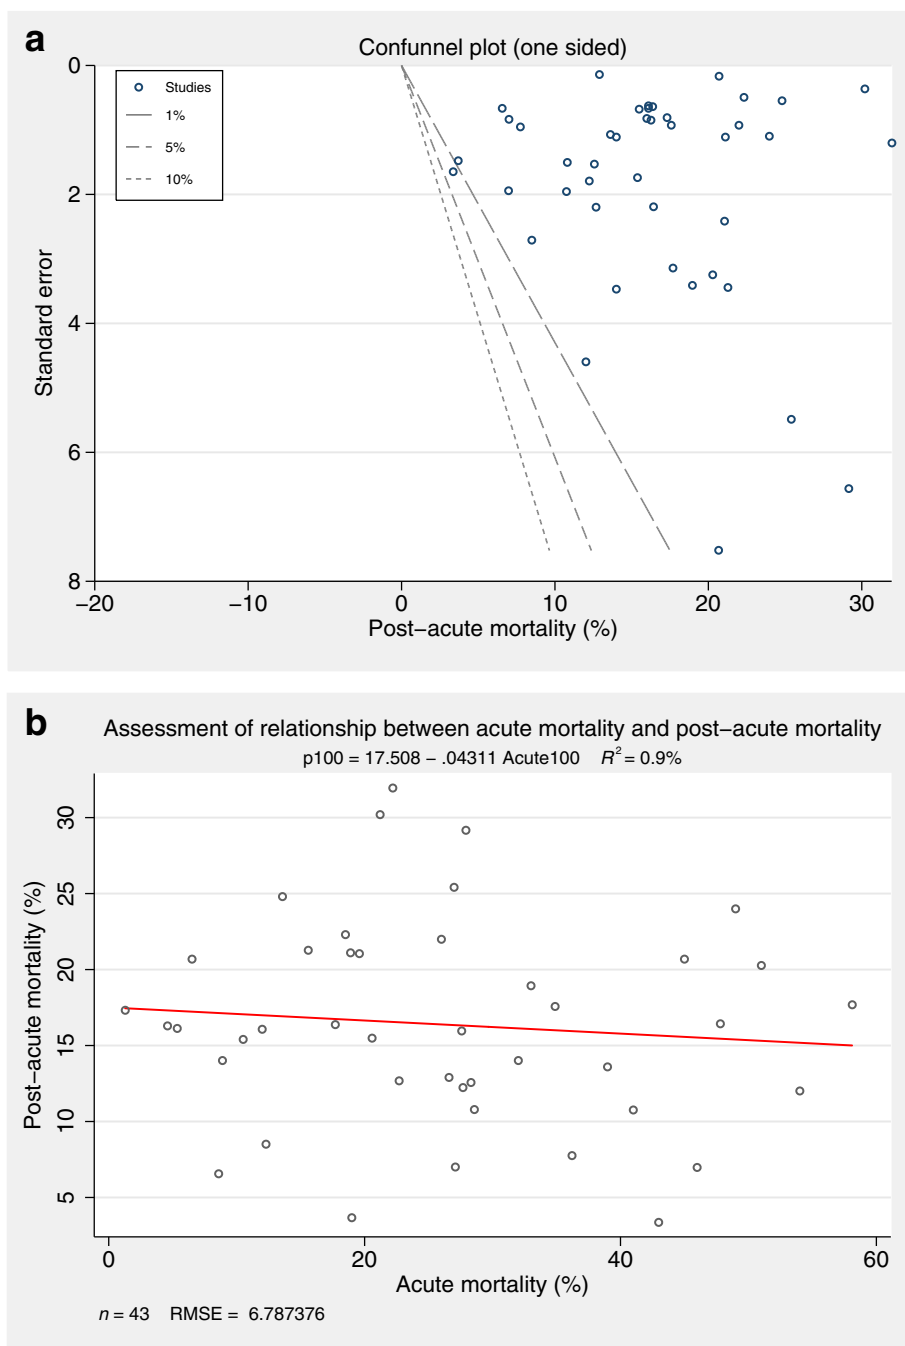 a
Confunnel plot (one sided)
Studies
1%
5%
10%
0
2
4
6
8
Standard error
−20 −10 0 10 20 30
Post−acute mortality (%)
b
Assessment of relationship between acute mortality and post−acute mortality
p100 = 17.508 − .04311 Acute100 R² = 0.9%
30
25
20
15
10
5
Post−acute mortality (%)
0 20 40 60
Acute mortality (%)
n = 43 RMSE = 6.787376